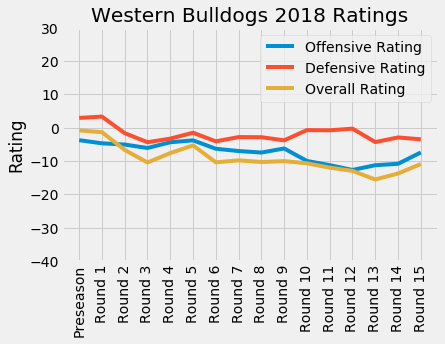 Western Bulldogs 2018 Ratings
Offensive Rating
Defensive Rating
Overall Rating
Rating
30
20
10
0
−10
−20
−30
−40
Preseason
Round 1
Round 2
Round 3
Round 4
Round 5
Round 6
Round 7
Round 8
Round 9
Round 10
Round 11
Round 12
Round 13
Round 14
Round 15